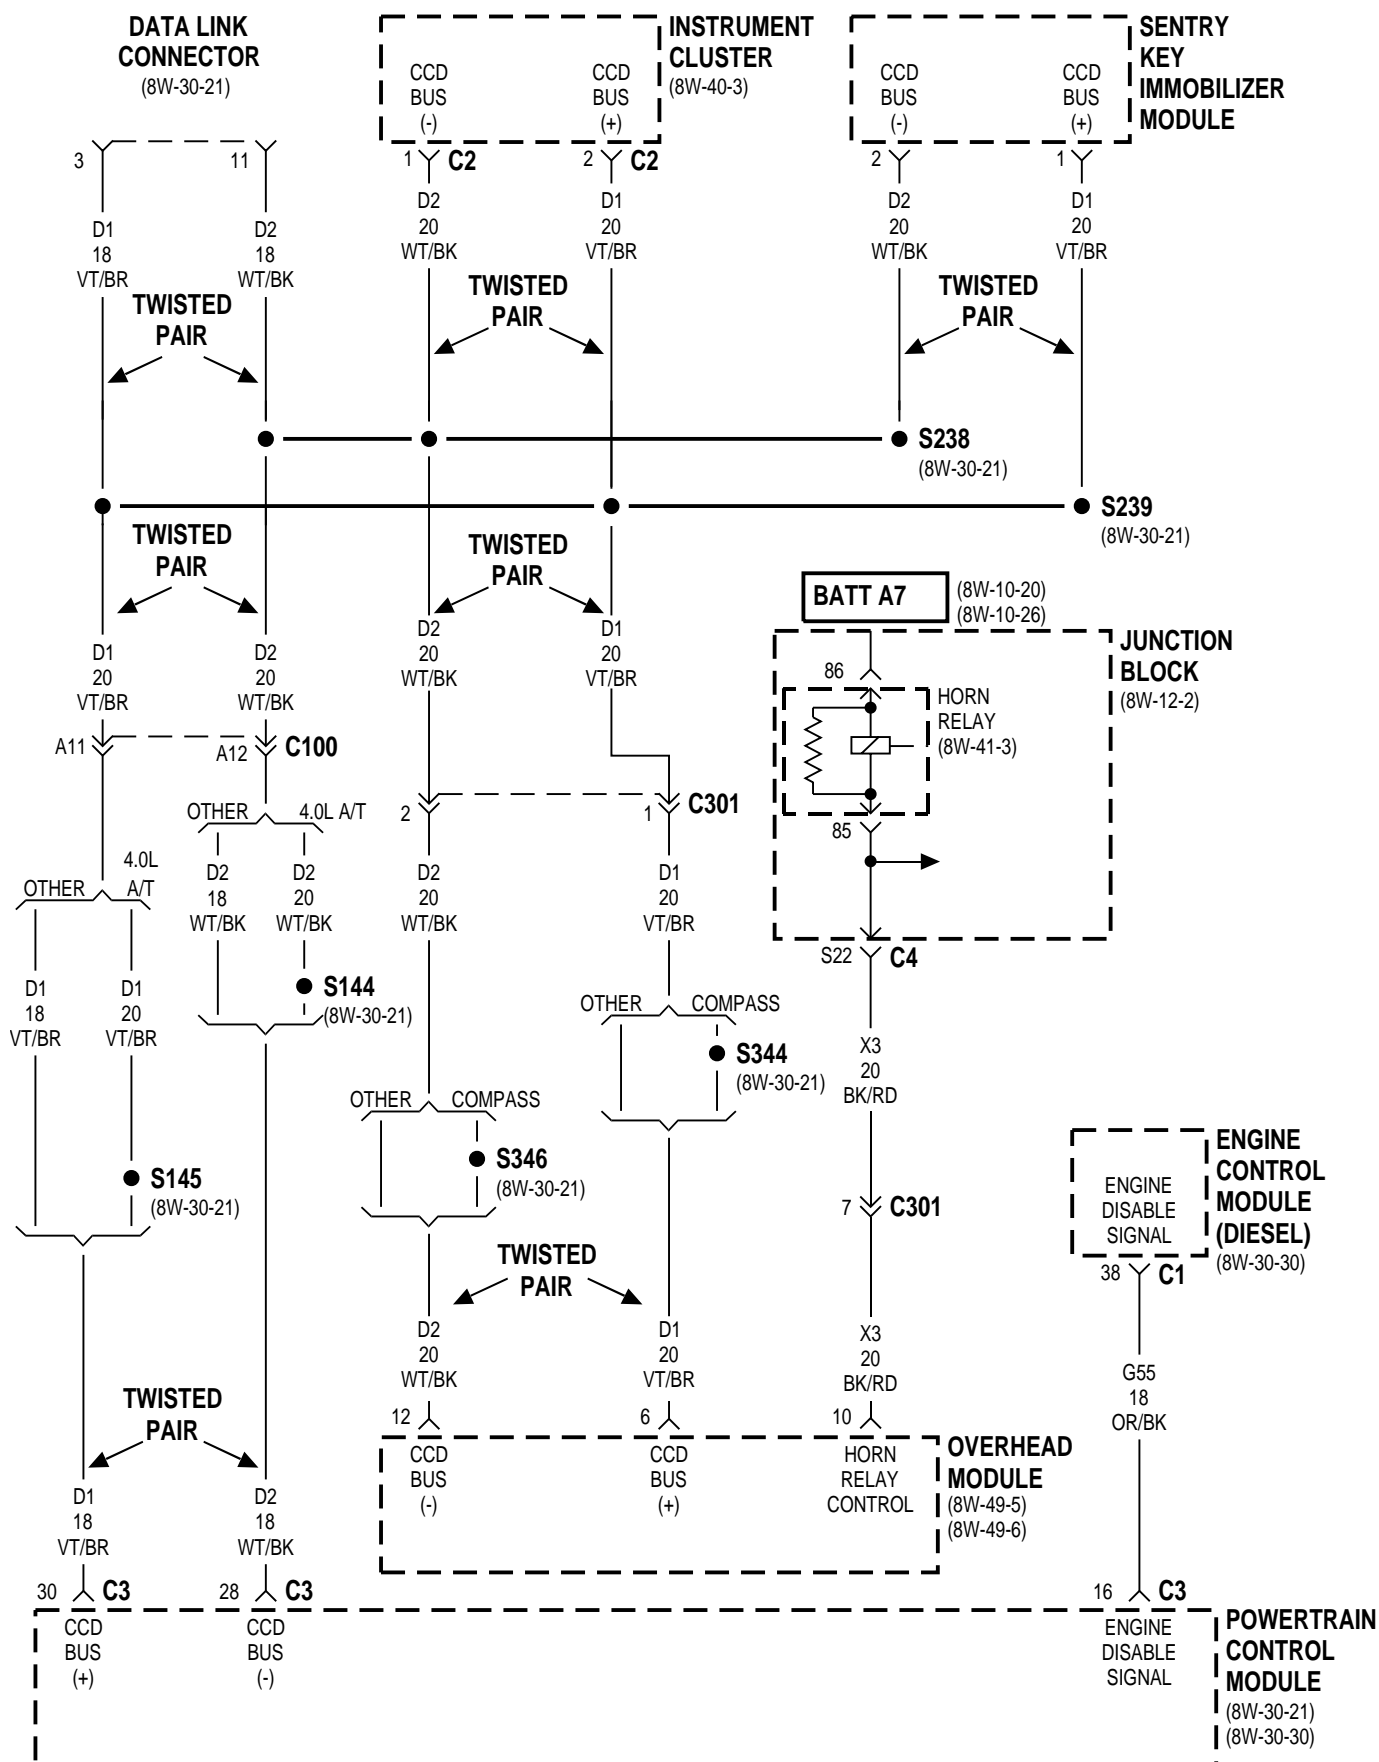 DATA LINK
CONNECTOR
(8W-30-21)
INSTRUMENT
CLUSTER
(8W-40-3)
CCD
BUS
(-)
CCD
BUS
(+)
SENTRY
KEY
IMMOBILIZER
MODULE
CCD
BUS
(-)
CCD
BUS
(+)
3
11
1 C2
2 C2
2
1
D1
18
VT/BR
D2
18
WT/BK
D2
20
WT/BK
D1
20
VT/BR
D2
20
WT/BK
D1
20
VT/BR
TWISTED
PAIR
TWISTED
PAIR
TWISTED
PAIR
S238
(8W-30-21)
S239
(8W-30-21)
TWISTED
PAIR
TWISTED
PAIR
BATT A7
(8W-10-20)
(8W-10-26)
JUNCTION
BLOCK
(8W-12-2)
D1
20
VT/BR
D2
20
WT/BK
D2
20
WT/BK
D1
20
VT/BR
86
HORN
RELAY
(8W-41-3)
85
A11
A12
C100
2
1
C301
OTHER
4.0L A/T
D2
18
WT/BK
D2
20
WT/BK
OTHER
4.0L
A/T
D2
20
WT/BK
D1
20
VT/BR
S22
C4
S144
(8W-30-21)
D1
18
VT/BR
D1
20
VT/BR
OTHER
COMPASS
S344
(8W-30-21)
X3
20
BK/RD
OTHER
COMPASS
S346
(8W-30-21)
S145
(8W-30-21)
7
C301
ENGINE
CONTROL
MODULE
(DIESEL)
(8W-30-30)
ENGINE
DISABLE
SIGNAL
38
C1
TWISTED
PAIR
D2
20
WT/BK
D1
20
VT/BR
X3
20
BK/RD
G55
18
OR/BK
TWISTED
PAIR
12
6
10
CCD
BUS
(-)
CCD
BUS
(+)
HORN
RELAY
CONTROL
OVERHEAD
MODULE
(8W-49-5)
(8W-49-6)
D1
18
VT/BR
D2
18
WT/BK
30
C3
28
C3
16
C3
CCD
BUS
(+)
CCD
BUS
(-)
ENGINE
DISABLE
SIGNAL
POWERTRAIN
CONTROL
MODULE
(8W-30-21)
(8W-30-30)